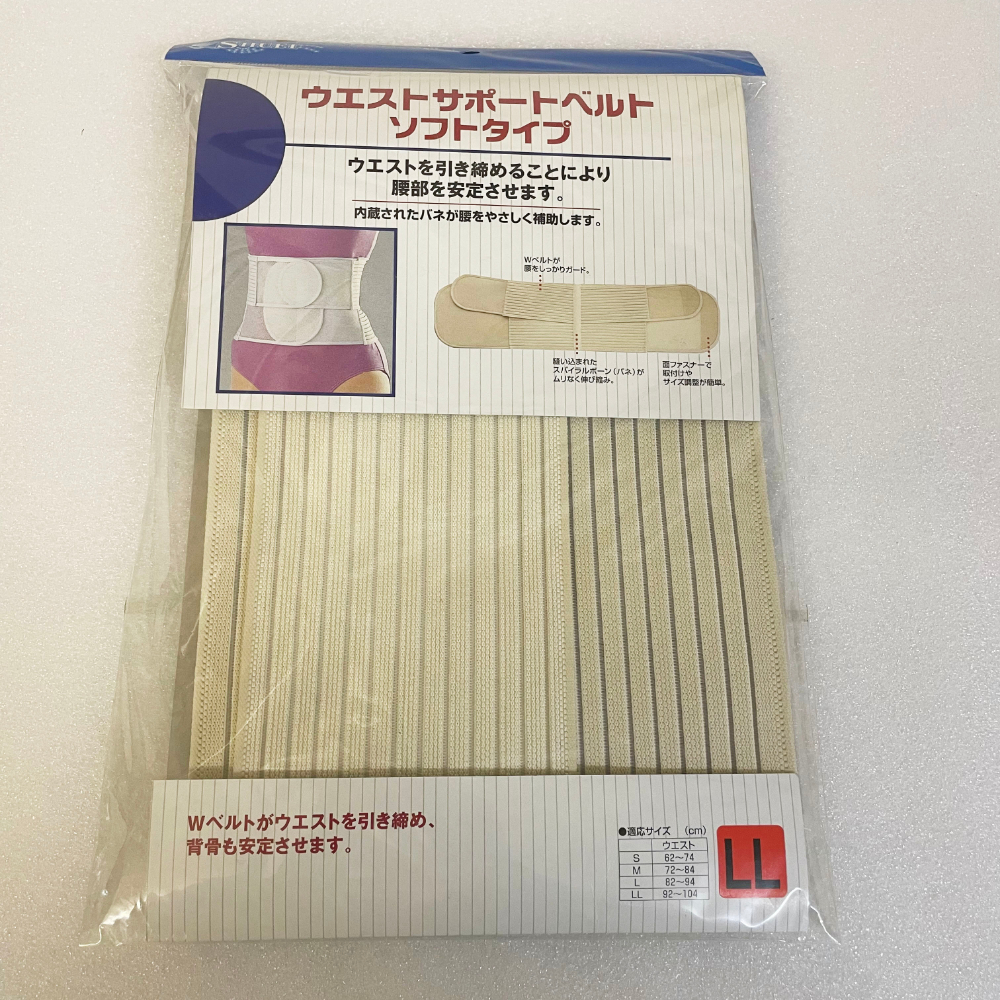 ウエストサポートベルト
ソフトタイプ
ウエストを引き締めることにより
腰部を安定させます。
内蔵されたバネが腰をやさしく補助します。
Wベルトが
腰をしっかりガード。
縫い込まれた
スパイラルボーン(バネ)が
ムリなく伸び縮み。
面ファスナーで
取付けや
サイズ調整が簡単。
Wベルトがウエストを引き締め、
背骨も安定させます。
●適応サイズ (cm)
ウエスト
S 62〜74
M 72〜84
L 82〜94
LL 92〜104
LL